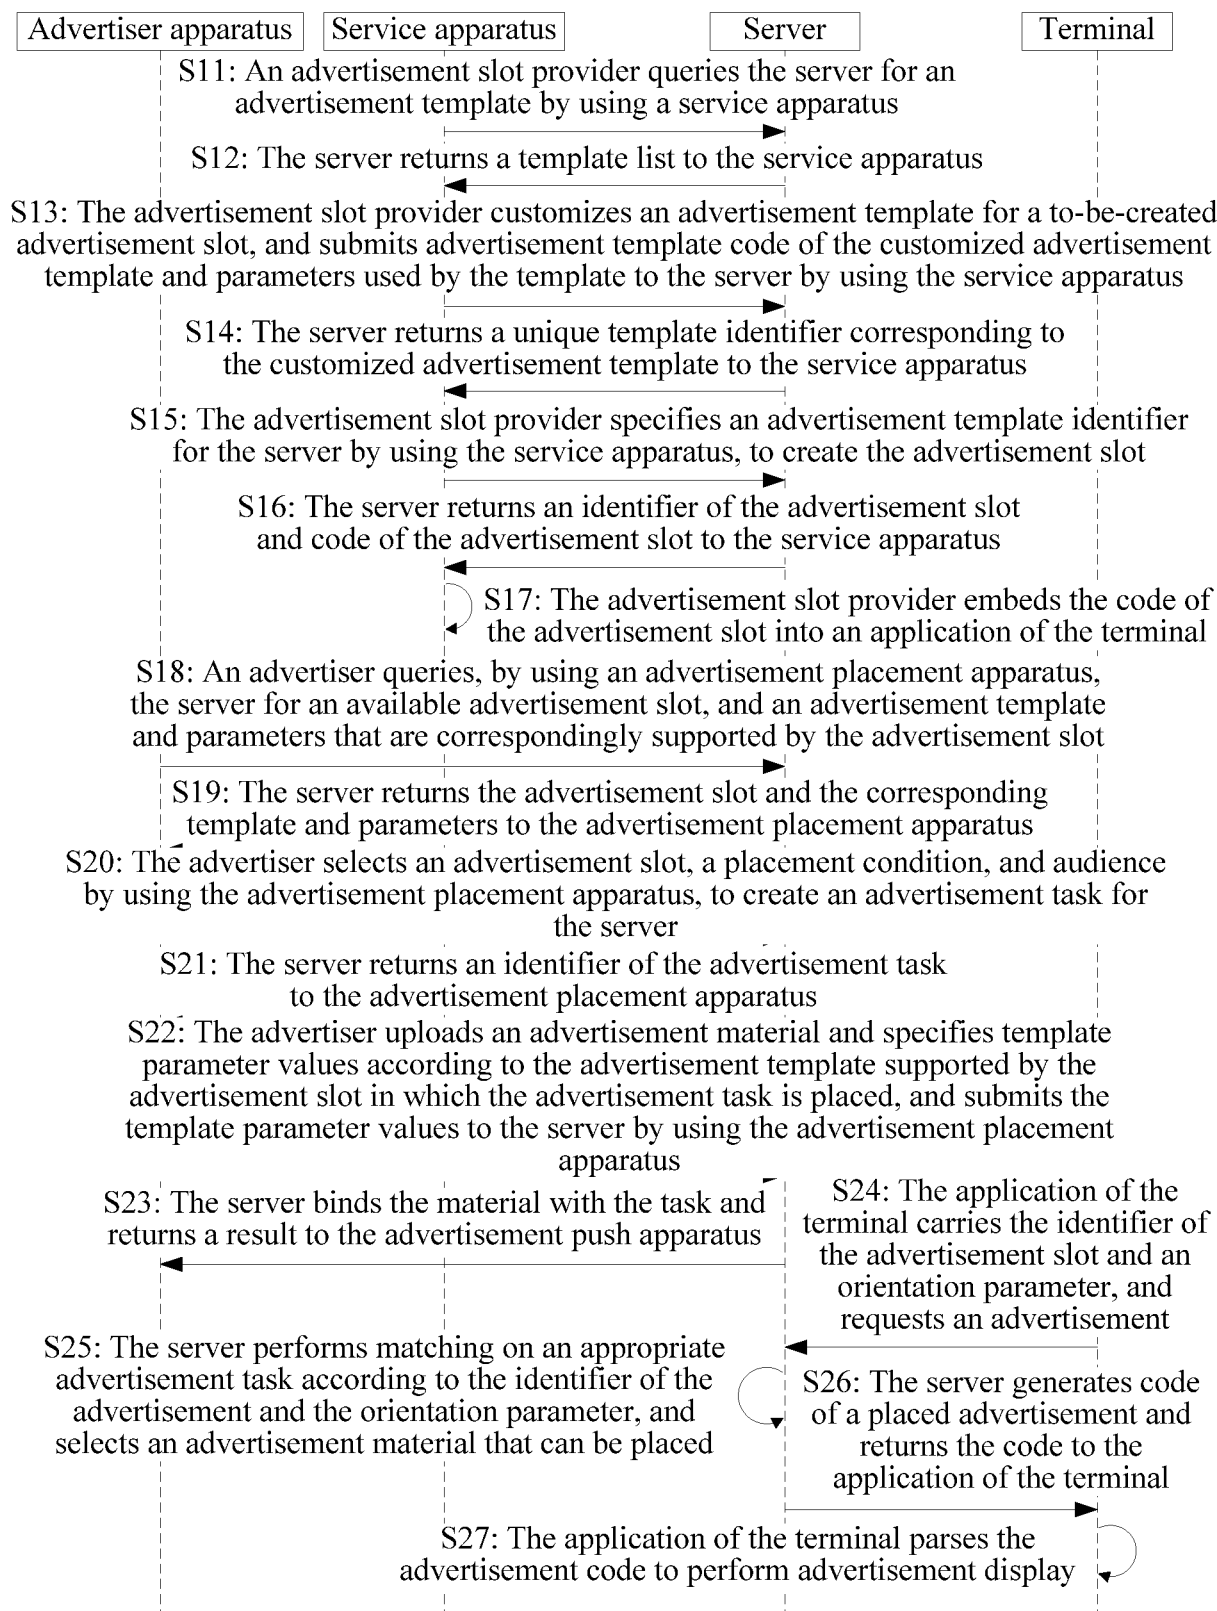 Advertiser apparatus
Service apparatus
Server
Terminal
S11: An advertisement slot provider queries the server for an
advertisement template by using a service apparatus
S12: The server returns a template list to the service apparatus
S13: The advertisement slot provider customizes an advertisement template for a to-be-created
advertisement slot, and submits advertisement template code of the customized advertisement
template and parameters used by the template to the server by using the service apparatus
S14: The server returns a unique template identifier corresponding to
the customized advertisement template to the service apparatus
S15: The advertisement slot provider specifies an advertisement template identifier
for the server by using the service apparatus, to create the advertisement slot
S16: The server returns an identifier of the advertisement slot
and code of the advertisement slot to the service apparatus
S17: The advertisement slot provider embeds the code of
the advertisement slot into an application of the terminal
S18: An advertiser queries, by using an advertisement placement apparatus,
the server for an available advertisement slot, and an advertisement template
and parameters that are correspondingly supported by the advertisement slot
S19: The server returns the advertisement slot and the corresponding
template and parameters to the advertisement placement apparatus
S20: The advertiser selects an advertisement slot, a placement condition, and audience
by using the advertisement placement apparatus, to create an advertisement task for
the server
S21: The server returns an identifier of the advertisement task
to the advertisement placement apparatus
S22: The advertiser uploads an advertisement material and specifies template
parameter values according to the advertisement template supported by the
advertisement slot in which the advertisement task is placed, and submits the
template parameter values to the server by using the advertisement placement
apparatus
S23: The server binds the material with the task and
returns a result to the advertisement push apparatus
S24: The application of the
terminal carries the identifier of
the advertisement slot and an
orientation parameter, and
requests an advertisement
S25: The server performs matching on an appropriate
advertisement task according to the identifier of the
advertisement and the orientation parameter, and
selects an advertisement material that can be placed
S26: The server generates code
of a placed advertisement and
returns the code to the
application of the terminal
S27: The application of the terminal parses the
advertisement code to perform advertisement display